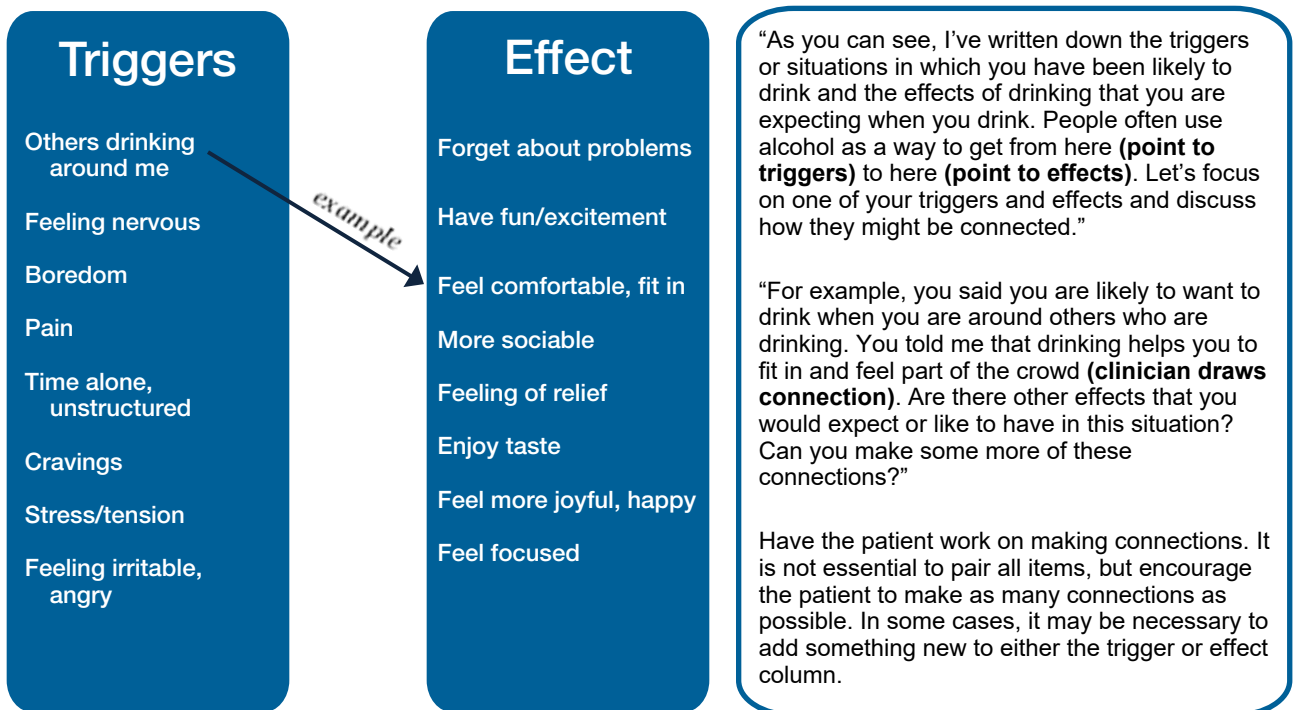 Triggers
Others drinking
around me
Feeling nervous
Boredom
Pain
Time alone,
unstructured
Cravings
Stress/tension
Feeling irritable,
angry
example
Effect
Forget about problems
Have fun/excitement
Feel comfortable, fit in
More sociable
Feeling of relief
Enjoy taste
Feel more joyful, happy
Feel focused
“As you can see, I’ve written down the triggers
or situations in which you have been likely to
drink and the effects of drinking that you are
expecting when you drink. People often use
alcohol as a way to get from here (point to
triggers) to here (point to effects). Let’s focus
on one of your triggers and effects and discuss
how they might be connected.”
“For example, you said you are likely to want to
drink when you are around others who are
drinking. You told me that drinking helps you to
fit in and feel part of the crowd (clinician draws
connection). Are there other effects that you
would expect or like to have in this situation?
Can you make some more of these
connections?”
Have the patient work on making connections. It
is not essential to pair all items, but encourage
the patient to make as many connections as
possible. In some cases, it may be necessary to
add something new to either the trigger or effect
column.